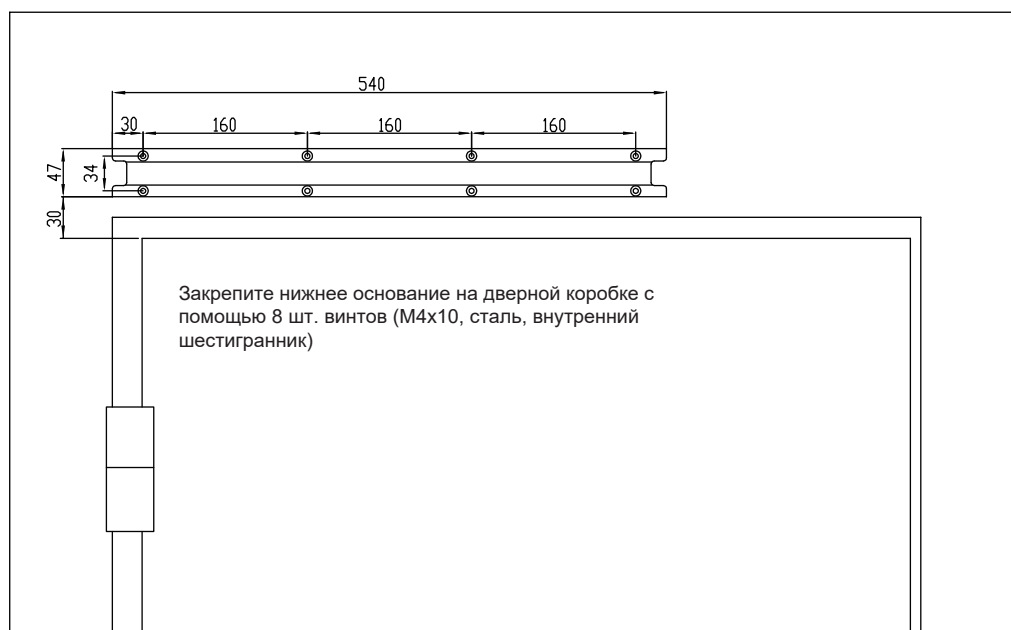 540
30 160 160 160
47 34
30
Закрепите нижнее основание на дверной коробке с
помощью 8 шт. винтов (M4x10, сталь, внутренний
шестигранник)